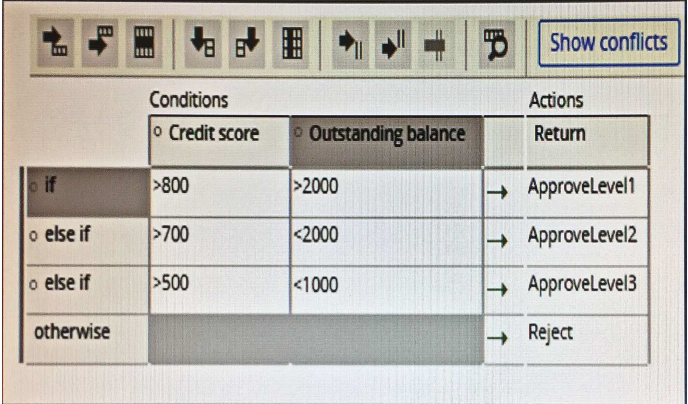 Show conflicts
Conditions Actions
Credit score Outstanding balance Return
if >800 >2000 → ApproveLevel1
else if >700 <2000 → ApproveLevel2
else if >500 <1000 → ApproveLevel3
otherwise → Reject